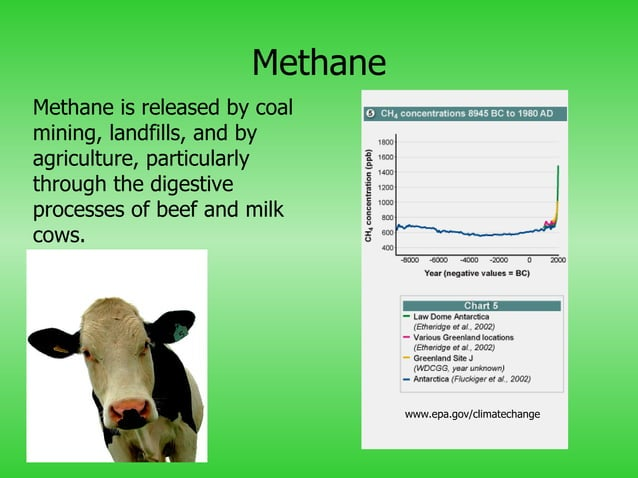 Methane
Methane is released by coal
mining, landfills, and by
agriculture, particularly
through the digestive
processes of beef and milk
cows.
5 CH₄ concentrations 8945 BC to 1980 AD
CH₄ concentration (ppb)
1800
1600
1400
1200
1000
800
600
400
-8000 -6000 -4000 -2000 0 2000
Year (negative values = BC)
Chart 5
Law Dome Antarctica
(Etheridge et al., 2002)
Various Greenland locations
(Etheridge et al., 2002)
Greenland Site J
(WDCGG, year unknown)
Antarctica (Fluckiger et al., 2002)
www.epa.gov/climatechange